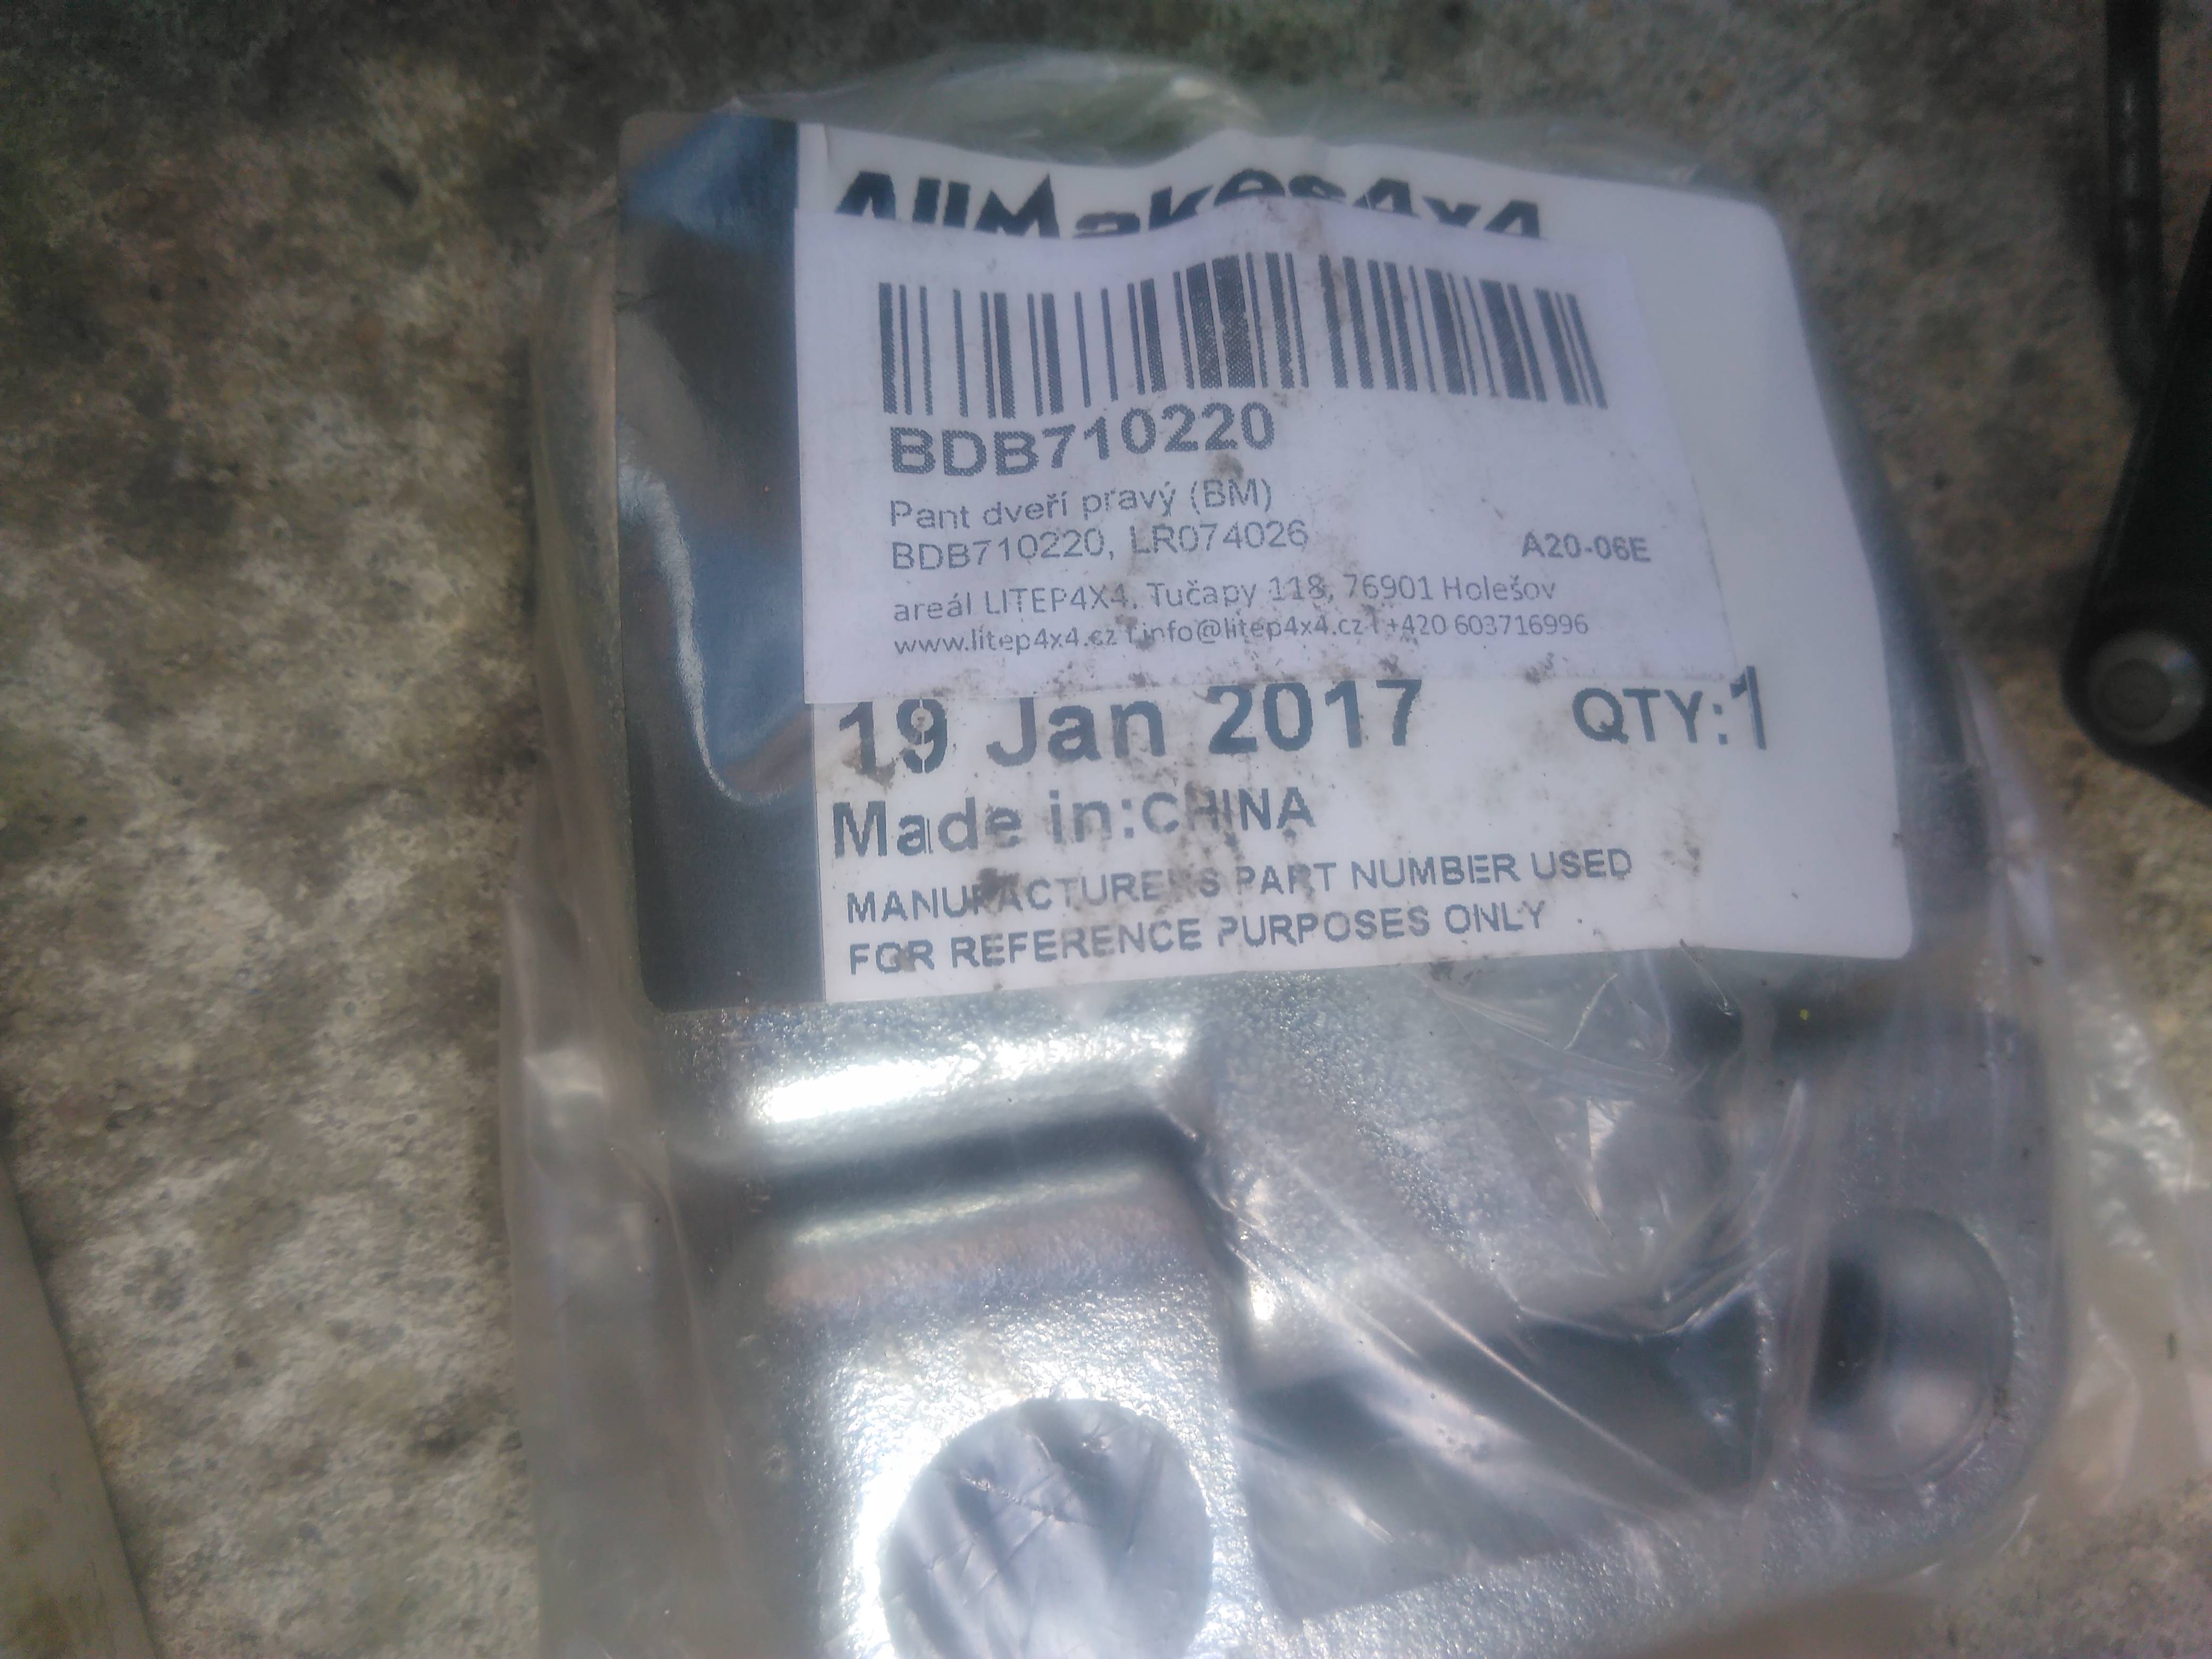 AllMakes4x4
BDB710220
Pant dveří pravý (BM)
BDB710220, LR074026
A20-06E
areál LITEP4X4, Tučapy 118, 76901 Holešov
www.litep4x4.cz I info@litep4x4.cz I +420 603716996
19 Jan 2017 QTY:1
Made in:CHINA
MANUFACTURERS PART NUMBER USED
FOR REFERENCE PURPOSES ONLY